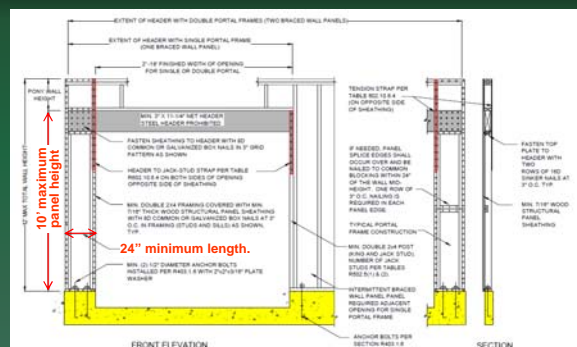 EXTENT OF HEADER WITH DOUBLE PORTAL FRAMES (TWO BRACED WALL PANELS)
EXTENT OF HEADER WITH SINGLE PORTAL FRAME
(ONE BRACED WALL PANEL)
2'-18' FINISHED WIDTH OF OPENING
FOR SINGLE OR DOUBLE PORTAL
PONY WALL
HEIGHT
MIN. 3" X 11-1/4" NET HEADER
STEEL HEADER PROHIBITED
FASTEN SHEATHING TO HEADER WITH 8D
COMMON OR GALVANIZED BOX NAILS IN 3" GRID
PATTERN AS SHOWN
HEADER TO JACK-STUD STRAP PER TABLE
R602.10.6.4 ON BOTH SIDES OF OPENING
OPPOSITE SIDE OF SHEATHING
MIN. DOUBLE 2x4 FRAMING COVERED WITH MIN.
7/16" THICK WOOD STRUCTURAL PANEL SHEATHING
WITH 8D COMMON OR GALVANIZED BOX NAILS AT 3"
O.C. IN FRAMING (STUDS AND SILLS) AS SHOWN,
TYP.
12' MAX TOTAL WALL HEIGHT
10' maximum
panel height
24" minimum length.
MIN. (2)-1/2" DIAMETER ANCHOR BOLTS
INSTALLED PER R403.1.6 WITH 2"x2"x3/16" PLATE
WASHER
FRONT ELEVATION
TENSION STRAP PER
TABLE 602.10.6.4
(ON OPPOSITE SIDE
OF SHEATHING)
IF NEEDED, PANEL
SPLICE EDGES SHALL
OCCUR OVER AND BE
NAILED TO COMMON
BLOCKING WITHIN 24"
OF THE WALL MID-
HEIGHT. ONE ROW OF
3" O.C. NAILING IS
REQUIRED IN EACH
PANEL EDGE.
TYPICAL PORTAL
FRAME CONSTRUCTION
MIN. DOUBLE 2x4 POST
(KING AND JACK STUD).
NUMBER OF JACK
STUDS PER TABLES
R502.5(1) & (2).
INTERMITTENT BRACED
WALL PANEL
REQUIRED ADJACENT
OPENING FOR SINGLE
PORTAL FRAME
ANCHOR BOLTS PER
SECTION R403.1.6
FASTEN TOP
PLATE TO
HEADER WITH
TWO
ROWS OF 16D
SINKER NAILS AT
3" O.C. TYP.
MIN. 7/16" WOOD
STRUCTURAL
PANEL
SHEATHING
SECTION